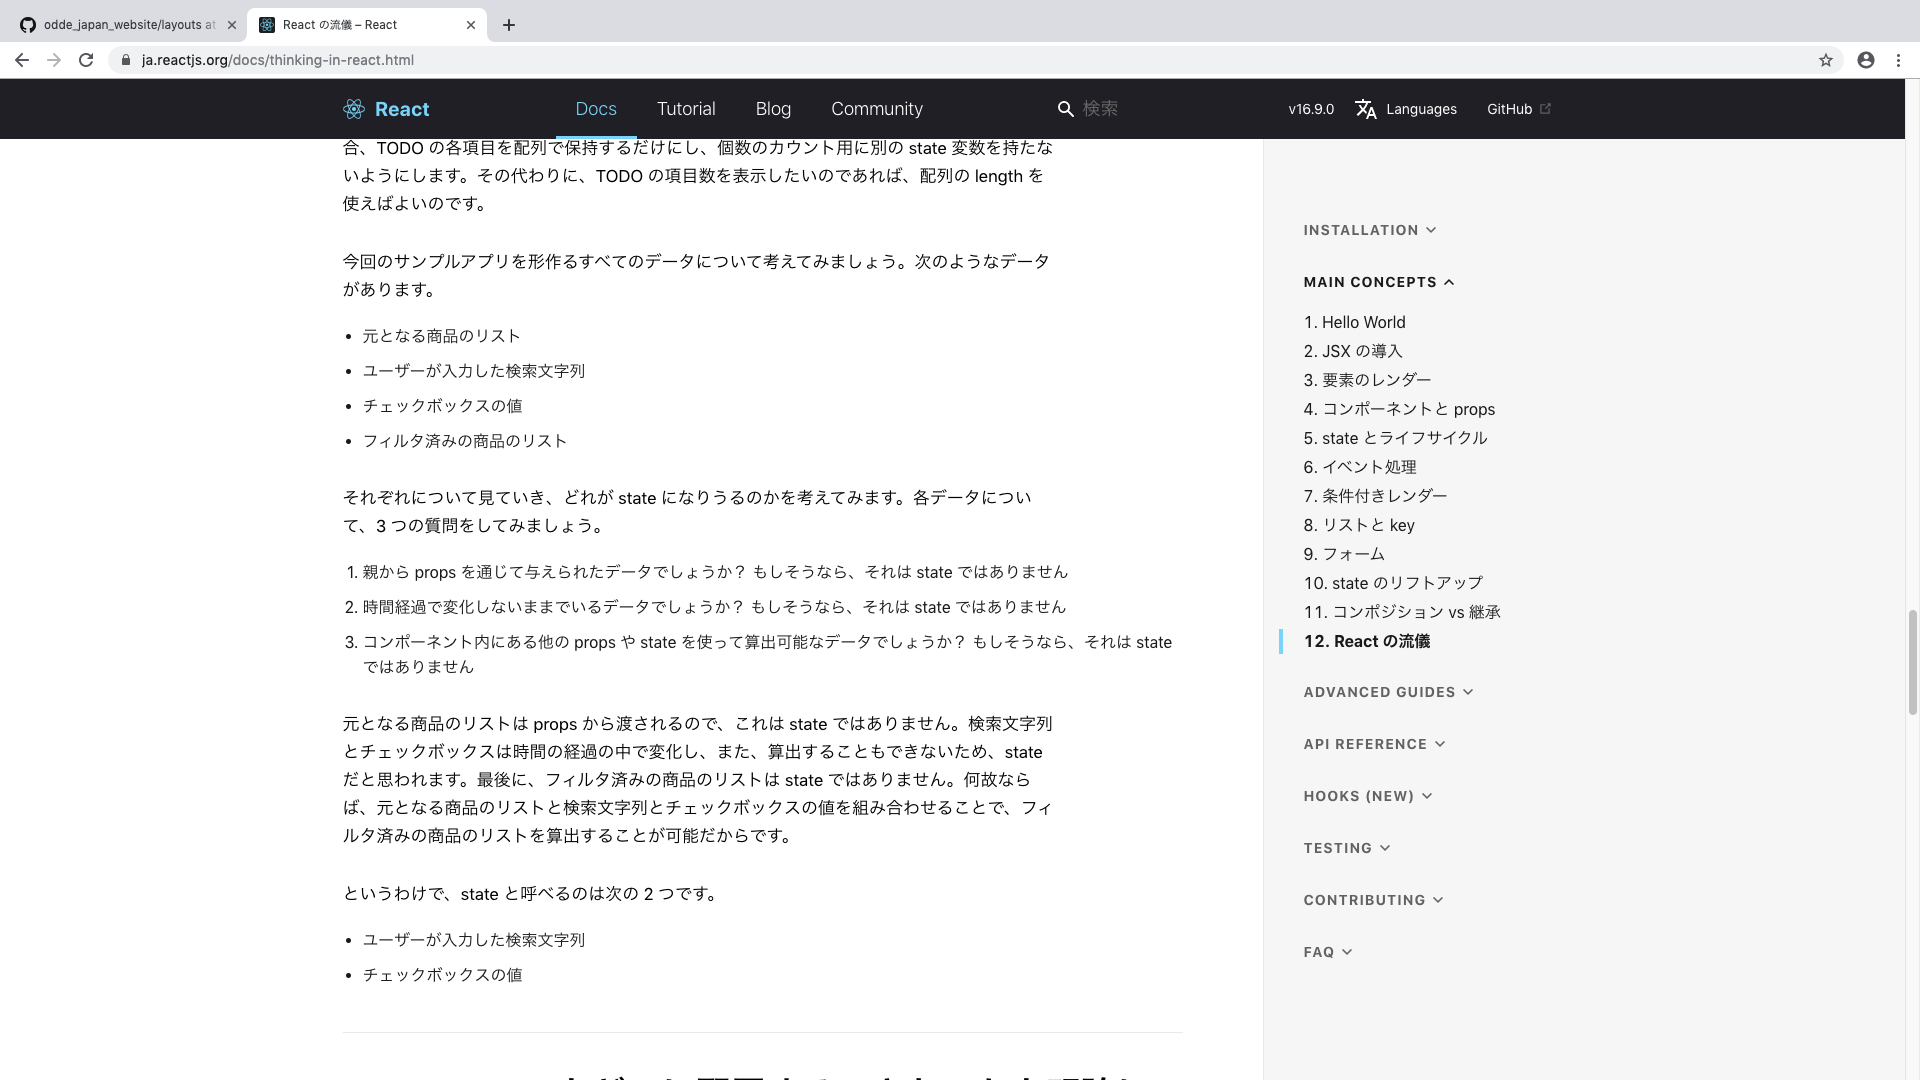 odde_japan_website/layouts at
React の流儀 – React
ja.reactjs.org/docs/thinking-in-react.html
React
Docs
Tutorial
Blog
Community
検索
v16.9.0
Languages
GitHub
合、TODO の各項目を配列で保持するだけにし、個数のカウント用に別の state 変数を持たな
いようにします。その代わりに、TODO の項目数を表示したいのであれば、配列の length を
使えばよいのです。
今回のサンプルアプリを形作るすべてのデータについて考えてみましょう。次のようなデータ
があります。
• 元となる商品のリスト
• ユーザーが入力した検索文字列
• チェックボックスの値
• フィルタ済みの商品のリスト
それぞれについて見ていき、どれが state になりうるのかを考えてみます。各データについ
て、3 つの質問をしてみましょう。
1. 親から props を通じて与えられたデータでしょうか？ もしそうなら、それは state ではありません
2. 時間経過で変化しないままでいるデータでしょうか？ もしそうなら、それは state ではありません
3. コンポーネント内にある他の props や state を使って算出可能なデータでしょうか？ もしそうなら、それは state
ではありません
元となる商品のリストは props から渡されるので、これは state ではありません。検索文字列
とチェックボックスは時間の経過の中で変化し、また、算出することもできないため、state
だと思われます。最後に、フィルタ済みの商品のリストは state ではありません。何故なら
ば、元となる商品のリストと検索文字列とチェックボックスの値を組み合わせることで、フィ
ルタ済みの商品のリストを算出することが可能だからです。
というわけで、state と呼べるのは次の 2 つです。
• ユーザーが入力した検索文字列
• チェックボックスの値
INSTALLATION
MAIN CONCEPTS
1. Hello World
2. JSX の導入
3. 要素のレンダー
4. コンポーネントと props
5. state とライフサイクル
6. イベント処理
7. 条件付きレンダー
8. リストと key
9. フォーム
10. state のリフトアップ
11. コンポジション vs 継承
12. React の流儀
ADVANCED GUIDES
API REFERENCE
HOOKS (NEW)
TESTING
CONTRIBUTING
FAQ